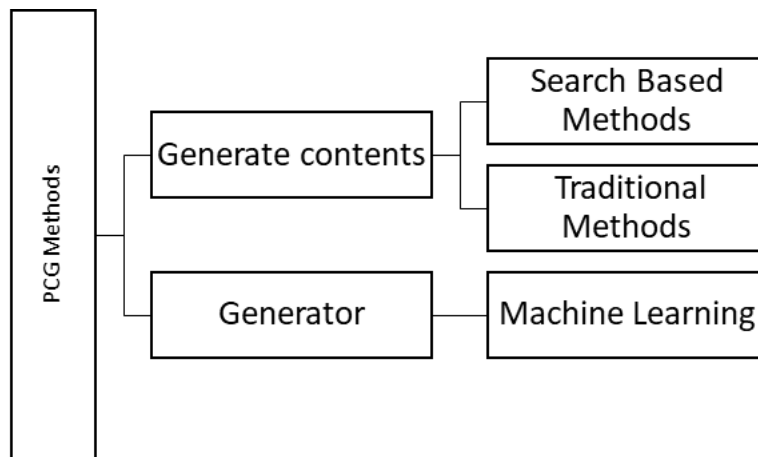 PCG Methods
Generate contents
Search Based
Methods
Traditional
Methods
Generator
Machine Learning